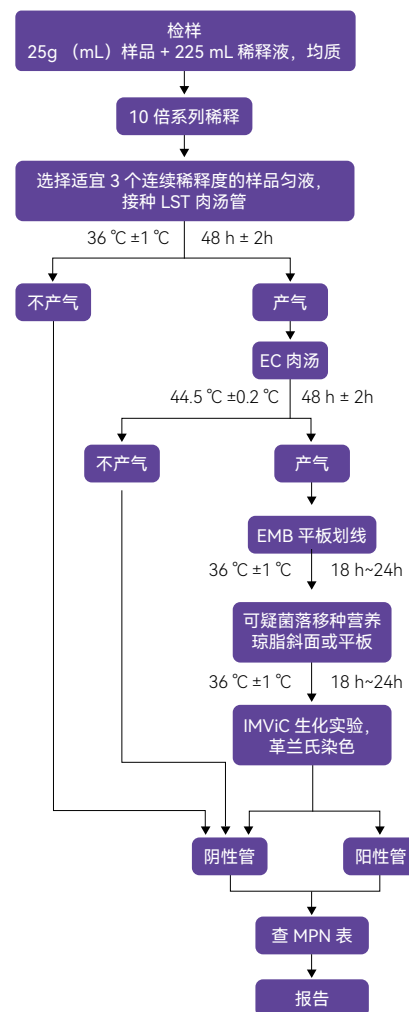 检样
25g （mL）样品 + 225 mL 稀释液，均质
10 倍系列稀释
选择适宜 3 个连续稀释度的样品匀液，
接种 LST 肉汤管
36 ℃ ±1 ℃ 48 h ± 2h
不产气 产气
EC 肉汤
44.5 ℃ ±0.2 ℃ 48 h ± 2h
不产气 产气
EMB 平板划线
36 ℃ ±1 ℃ 18 h~24h
可疑菌落移种营养
琼脂斜面或平板
36 ℃ ±1 ℃ 18 h~24h
IMViC 生化实验，
革兰氏染色
阴性管 阳性管
查 MPN 表
报告